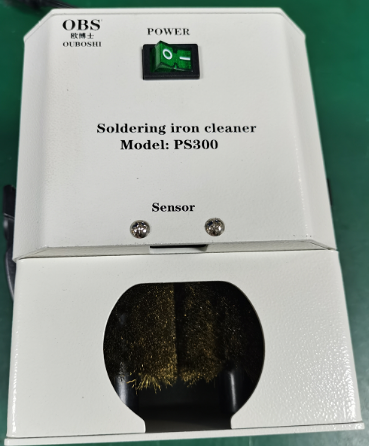 OBS
欧博士
OUBOSHI
POWER
Soldering iron cleaner
Model: PS300
Sensor